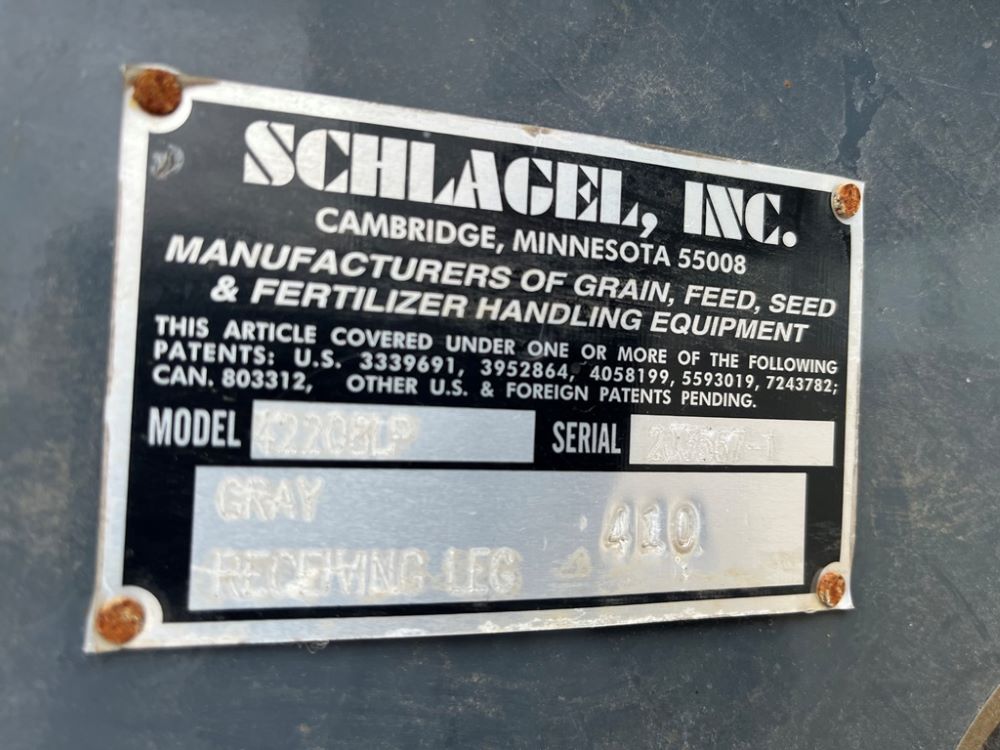 SCHLAGEL, INC.
CAMBRIDGE, MINNESOTA 55008
MANUFACTURERS OF GRAIN, FEED, SEED
& FERTILIZER HANDLING EQUIPMENT
THIS ARTICLE COVERED UNDER ONE OR MORE OF THE FOLLOWING
PATENTS: U.S. 3339691, 3952864, 4058199, 5593019, 7243782;
CAN. 803312, OTHER U.S. & FOREIGN PATENTS PENDING.
MODEL SERIAL
GRAY 410
RECEIVING LEG